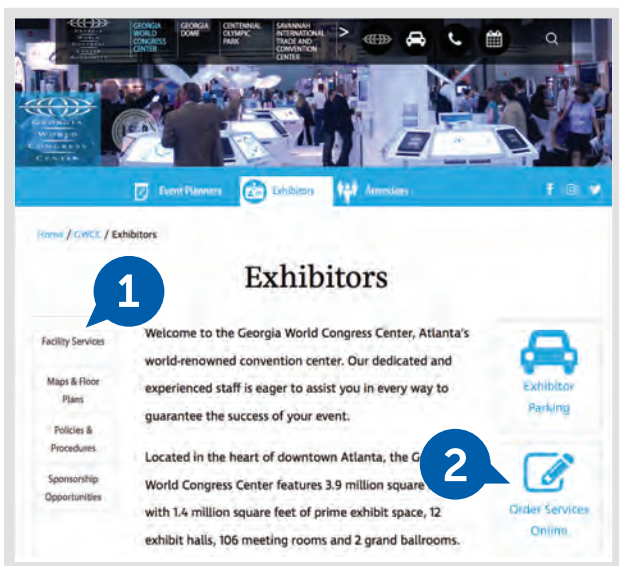 GEORGIA
WORLD
CONGRESS
CENTER
GEORGIA
DOME
CENTENNIAL
OLYMPIC
PARK
SAVANNAH
INTERNATIONAL
TRADE AND
CONVENTION
CENTER
>
GEORGIA
WORLD
CONGRESS
CENTER
Event Planners
Exhibitors
Attendees
Home / GWCC / Exhibitors
Exhibitors
1
Facility Services
Maps & Floor
Plans
Policies &
Procedures
Sponsorship
Opportunities
Welcome to the Georgia World Congress Center, Atlanta's
world-renowned convention center. Our dedicated and
experienced staff is eager to assist you in every way to
guarantee the success of your event.
Located in the heart of downtown Atlanta, the G
World Congress Center features 3.9 million square
with 1.4 million square feet of prime exhibit space, 12
exhibit halls, 106 meeting rooms and 2 grand ballrooms.
Exhibitor
Parking
2
Order Services
Online